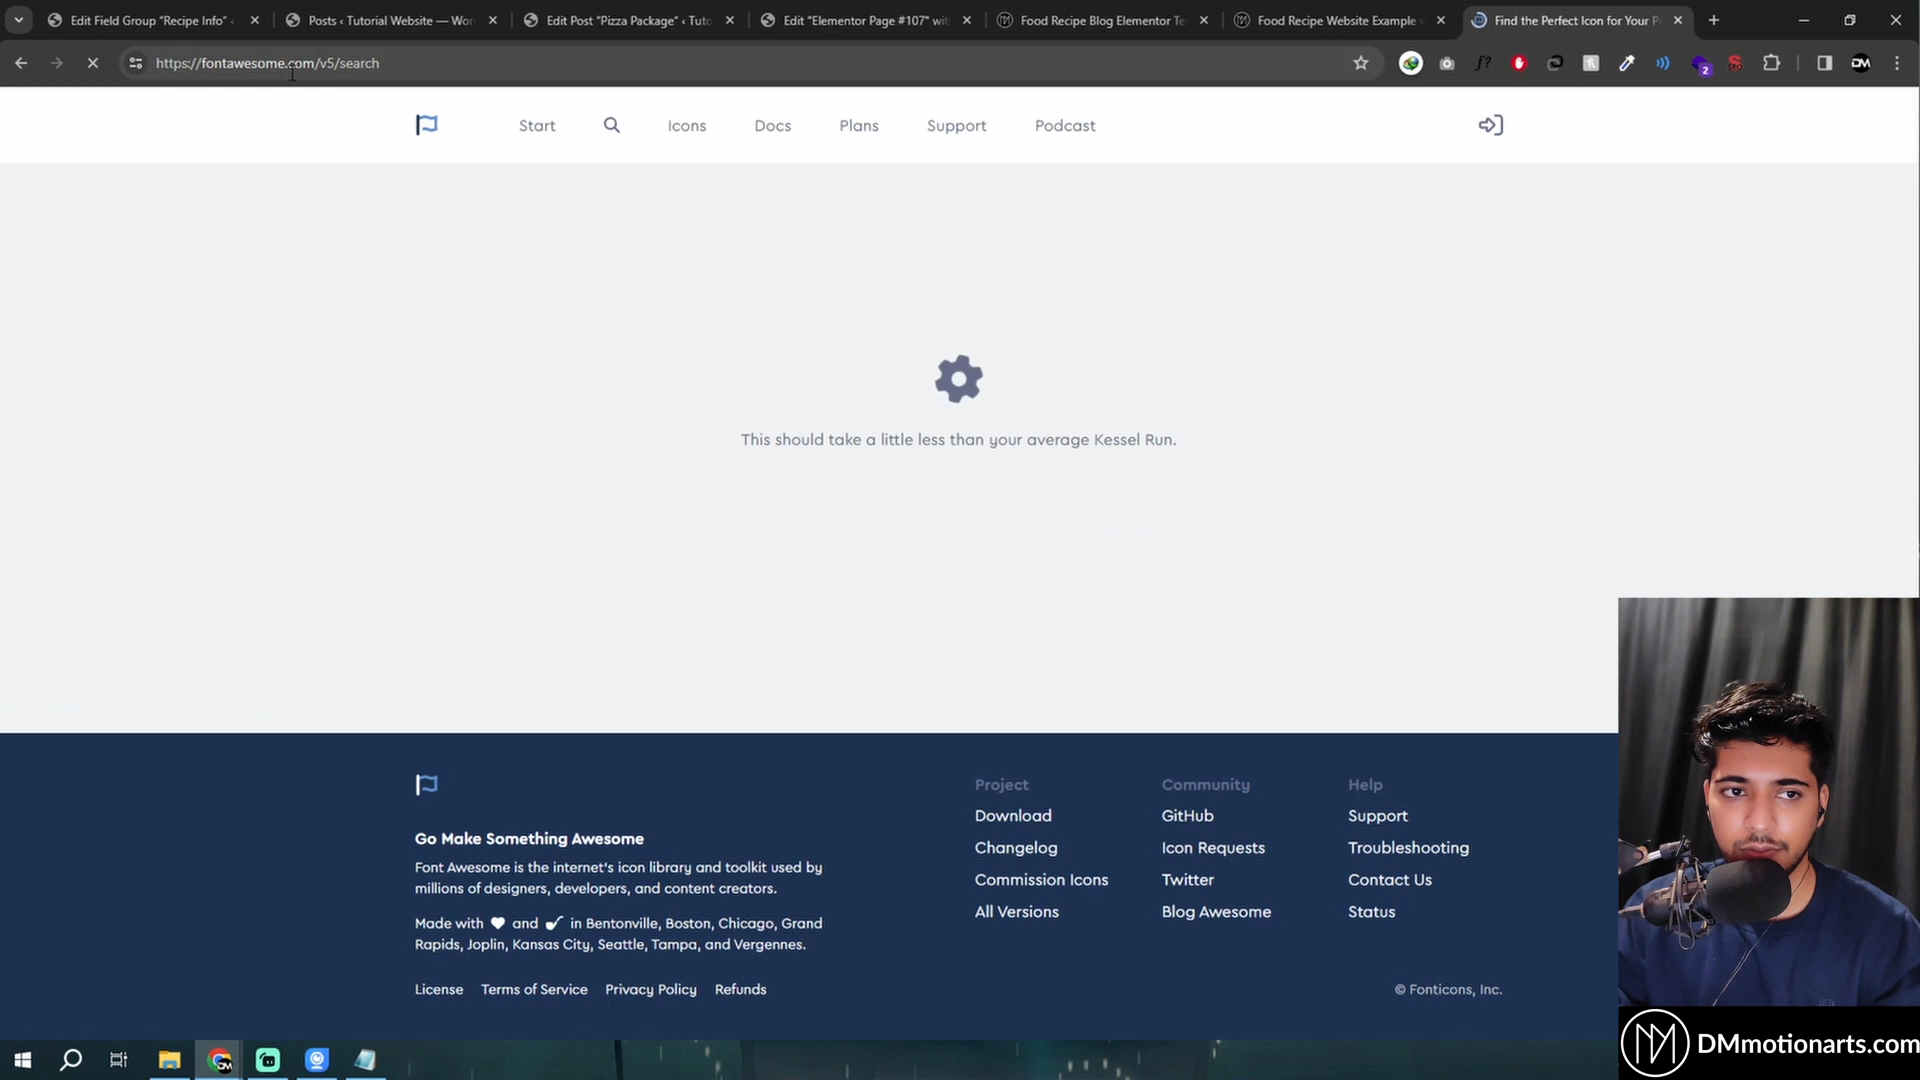 Edit Field Group "Recipe Info" ‹
Posts ‹ Tutorial Website — Wor
Edit Post "Pizza Package" ‹ Tuto
Edit "Elementor Page #107" wit
Food Recipe Blog Elementor Te
Food Recipe Website Example
Find the Perfect Icon for Your P
https://fontawesome.com/v5/search
2
Start
Icons
Docs
Plans
Support
Podcast
This should take a little less than your average Kessel Run.
Go Make Something Awesome
Font Awesome is the internet's icon library and toolkit used by
millions of designers, developers, and content creators.
Made with and in Bentonville, Boston, Chicago, Grand
Rapids, Joplin, Kansas City, Seattle, Tampa, and Vergennes.
License
Terms of Service
Privacy Policy
Refunds
Project
Download
Changelog
Commission Icons
All Versions
Community
GitHub
Icon Requests
Twitter
Blog Awesome
Help
Support
Troubleshooting
Contact Us
Status
© Fonticons, Inc.
DMmotionarts.com